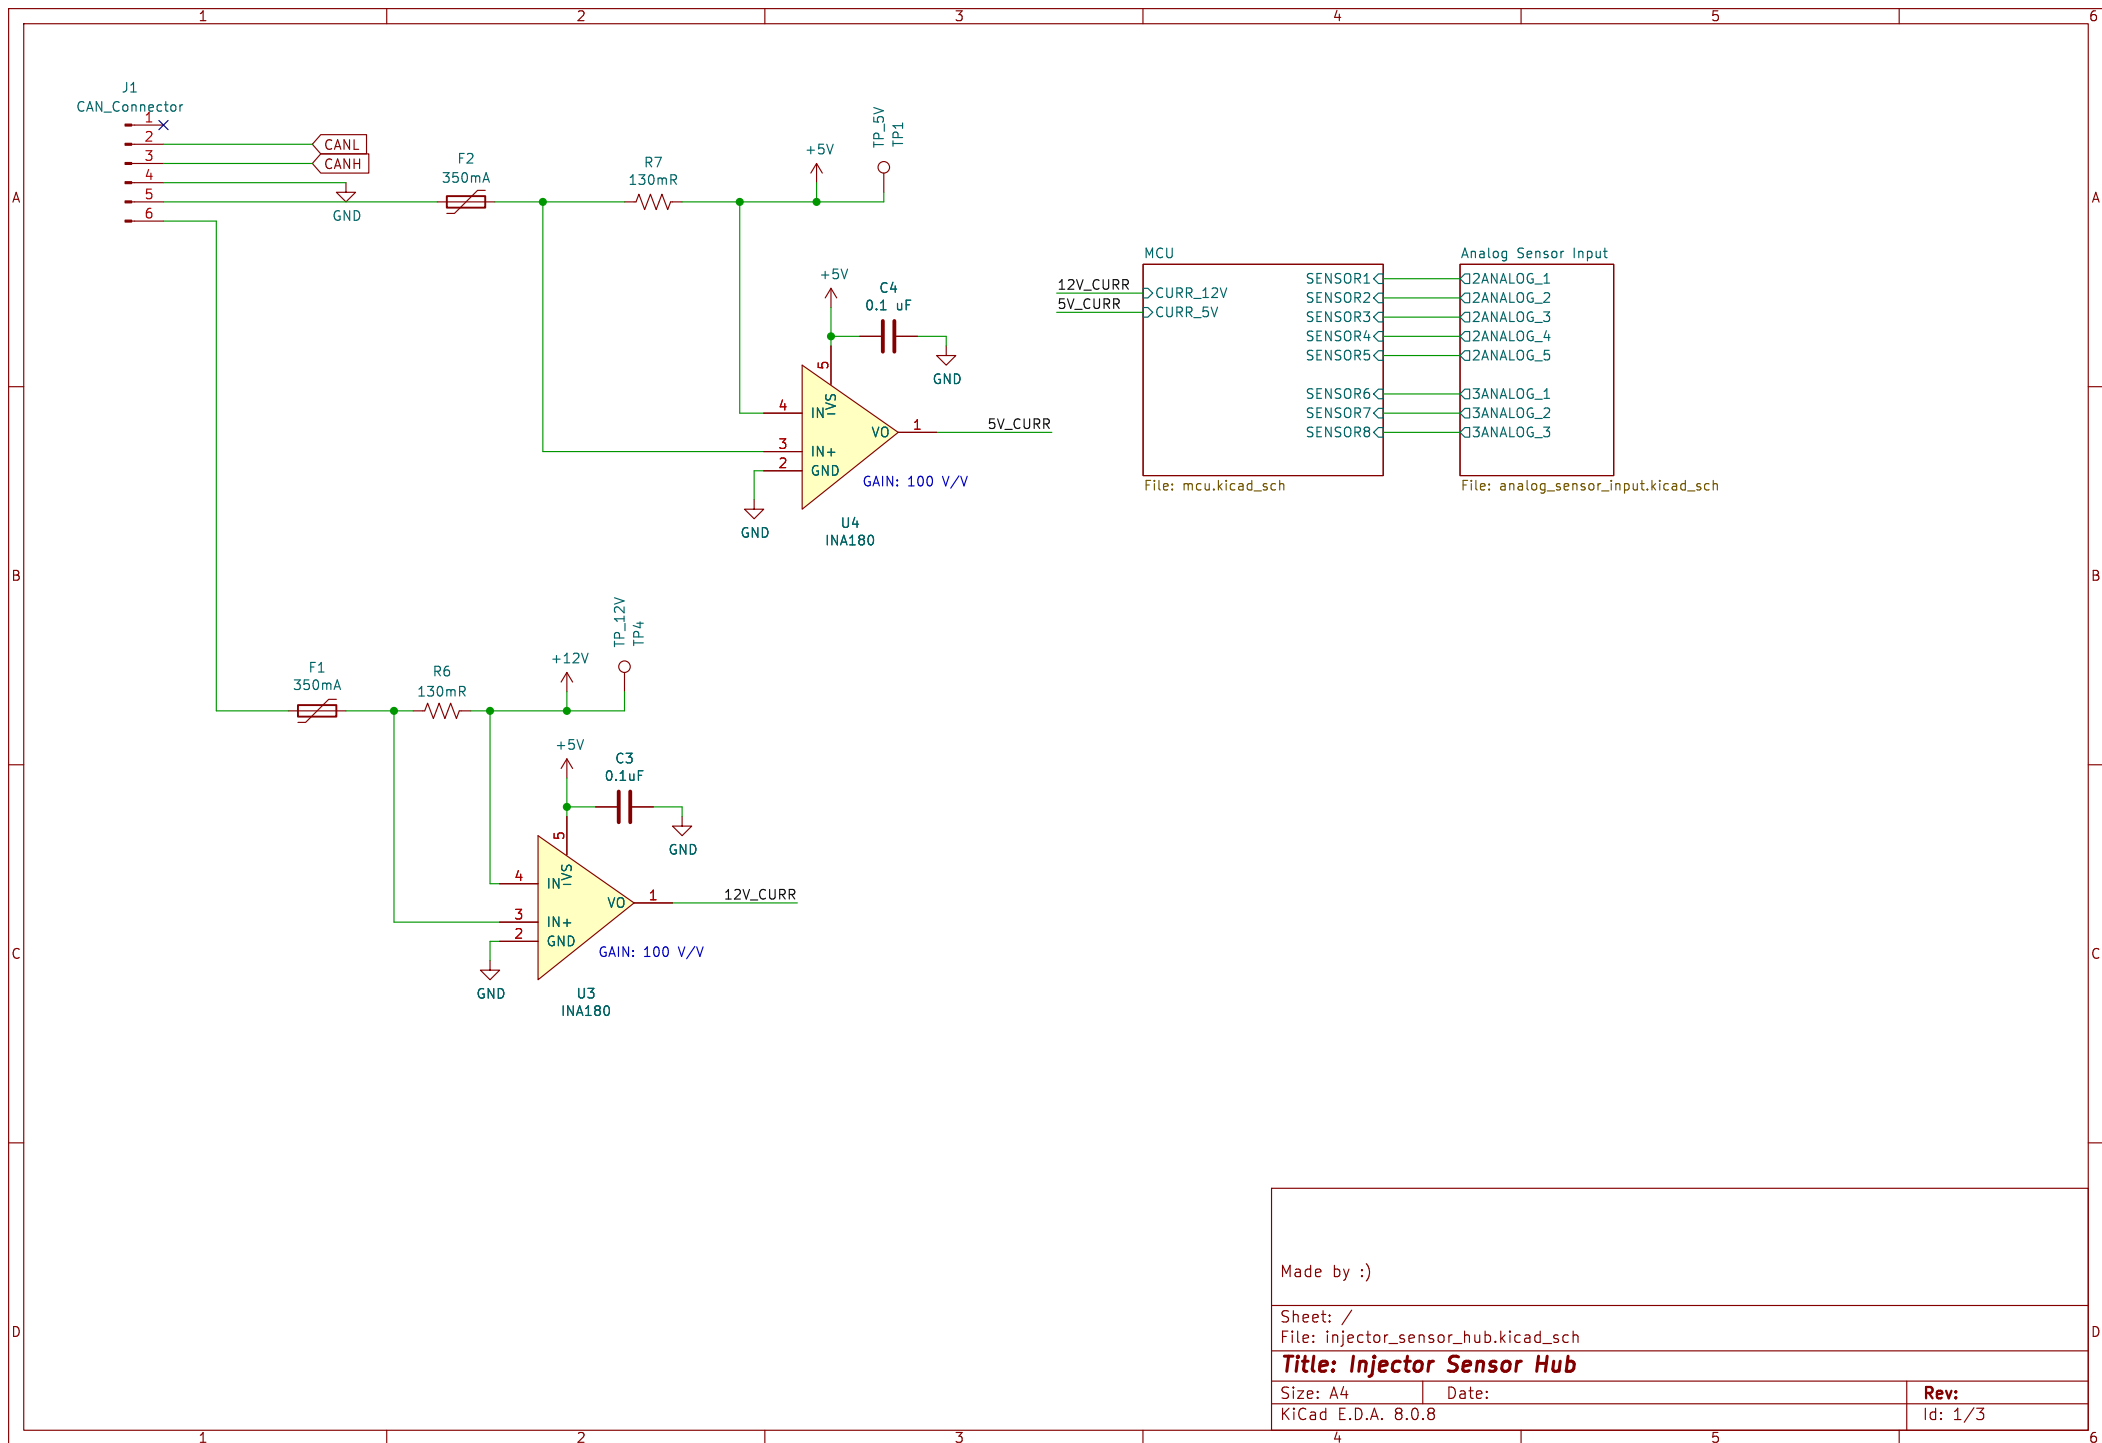 1 2 3 4 5 6
J1
CAN_Connector
1
2 CANL
3 CANH
4
5
6
GND
F2
350mA
R7
130mR
+5V
TP_5V
TP1
A A
+5V
C4
0.1 uF
GND
5
VS
4 IN-
3 IN+
2 GND
VO 1
5V_CURR
GAIN: 100 V/V
GND
U4
INA180
MCU
12V_CURR
5V_CURR
CURR_12V
CURR_5V
SENSOR1
SENSOR2
SENSOR3
SENSOR4
SENSOR5
SENSOR6
SENSOR7
SENSOR8
File: mcu.kicad_sch
Analog Sensor Input
2ANALOG_1
2ANALOG_2
2ANALOG_3
2ANALOG_4
2ANALOG_5
3ANALOG_1
3ANALOG_2
3ANALOG_3
File: analog_sensor_input.kicad_sch
B B
F1
350mA
R6
130mR
+12V
TP_12V
TP4
+5V
C3
0.1uF
GND
5
VS
4 IN-
3 IN+
2 GND
VO 1
12V_CURR
GAIN: 100 V/V
GND
U3
INA180
C C
D D
Made by :)
Sheet: /
File: injector_sensor_hub.kicad_sch
Title: Injector Sensor Hub
Size: A4 Date: Rev:
KiCad E.D.A. 8.0.8 Id: 1/3
1 2 3 4 5 6